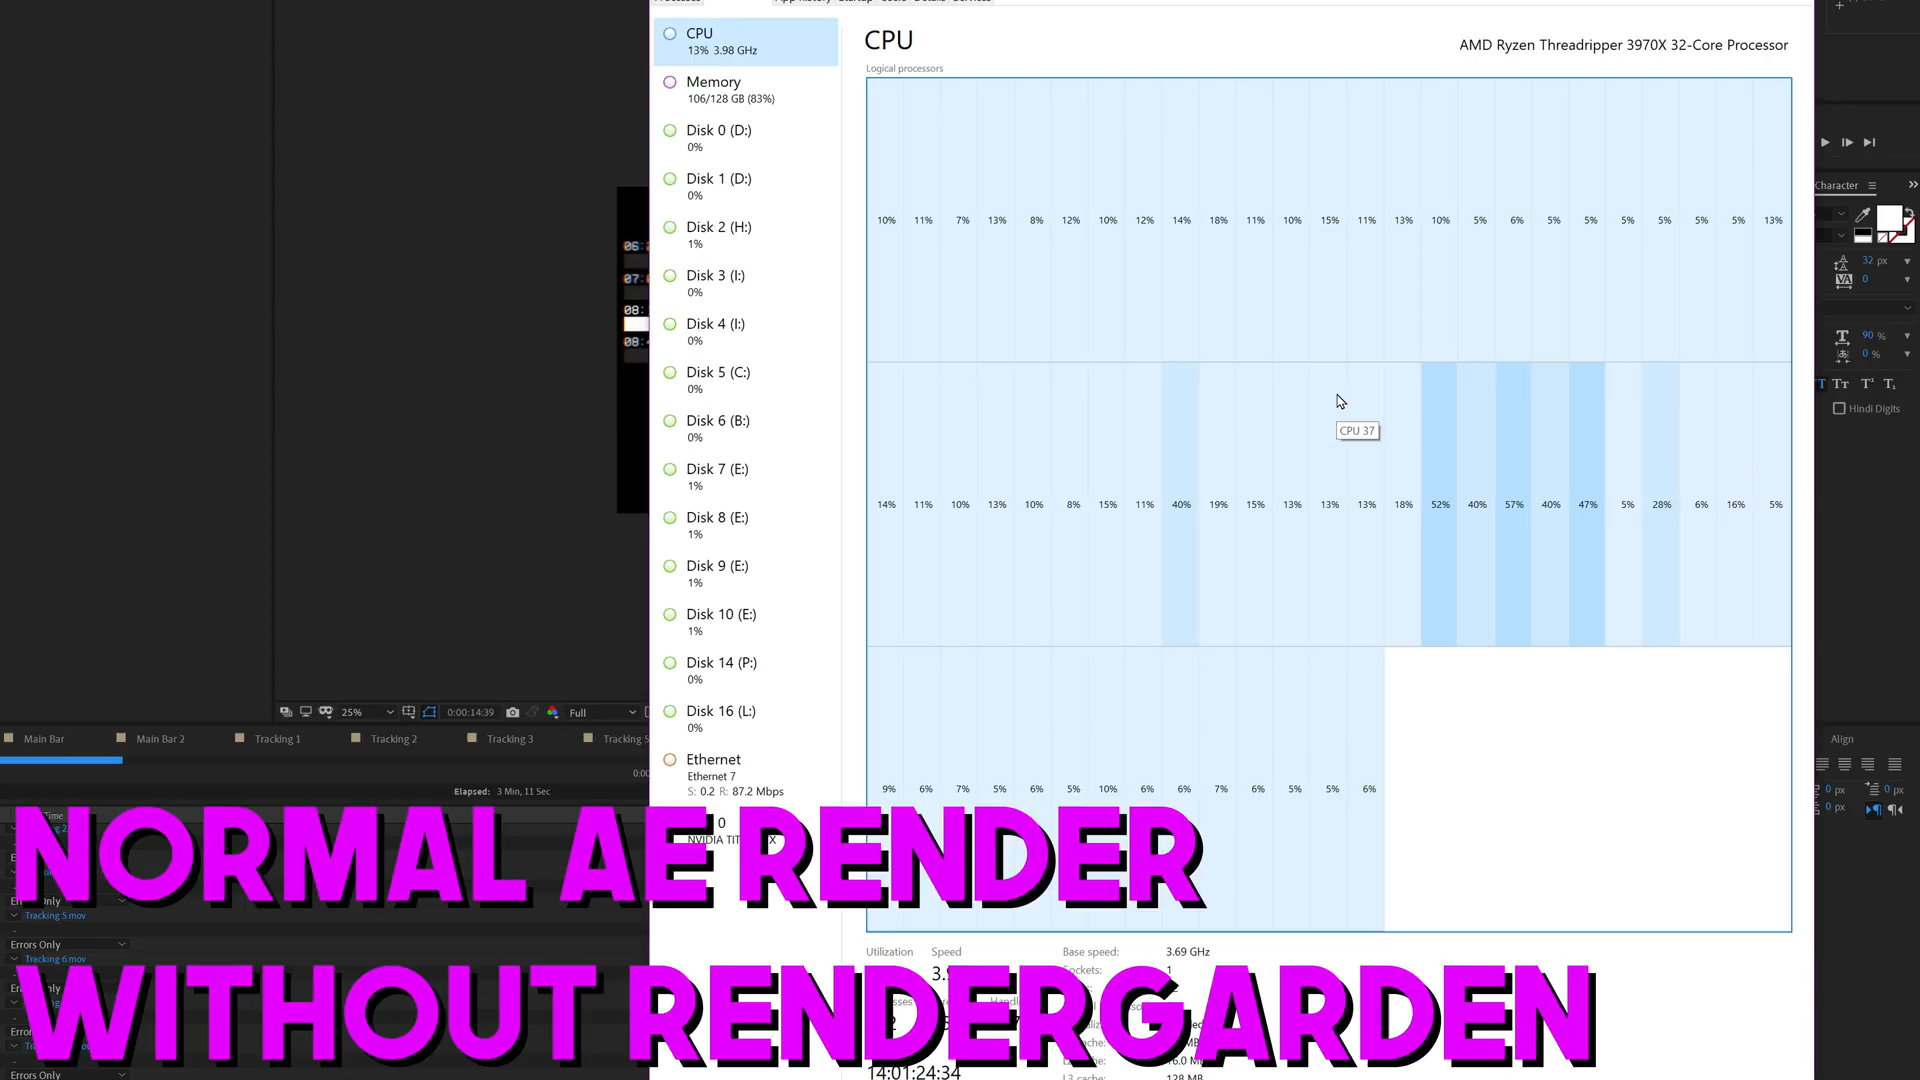 CPU
13% 3.98 GHz
Memory
106/128 GB (83%)
Disk 0 (D:)
0%
Disk 1 (D:)
0%
Disk 2 (H:)
1%
Disk 3 (I:)
0%
Disk 4 (I:)
0%
Disk 5 (C:)
0%
Disk 6 (B:)
0%
Disk 7 (E:)
1%
Disk 8 (E:)
1%
Disk 9 (E:)
1%
Disk 10 (E:)
1%
Disk 14 (P:)
0%
Disk 16 (L:)
0%
Ethernet
Ethernet 7
S: 0.2 R: 87.2 Mbps
0
CPU
AMD Ryzen Threadripper 3970X 32-Core Processor
Logical processors
10% 11% 7% 13% 8% 12% 10% 12% 14% 18% 11% 10% 15% 11% 13% 10% 5% 6% 5% 5% 5% 5% 5% 5% 13%
CPU 37
14% 11% 10% 13% 10% 8% 15% 11% 40% 19% 15% 13% 13% 13% 18% 52% 40% 57% 40% 47% 5% 28% 6% 16% 5%
9% 6% 7% 5% 6% 5% 10% 6% 6% 7% 6% 5% 5% 6%
Utilization Speed
Base speed: 3.69 GHz
Sockets: 1
14:01:24:34
L3 cache: 128 MB
25% 0:00:14:39 Full
Main Bar Main Bar 2 Tracking 1 Tracking 2 Tracking 3
Elapsed: 3 Min, 11 Sec
Tracking 5.mov
Errors Only
Tracking 6.mov
Errors Only
Character
32 px
0
90 %
0 %
Hindi Digits
Align
0 px 0 px
0 px
NORMAL AE RENDER
WITHOUT RENDERGARDEN